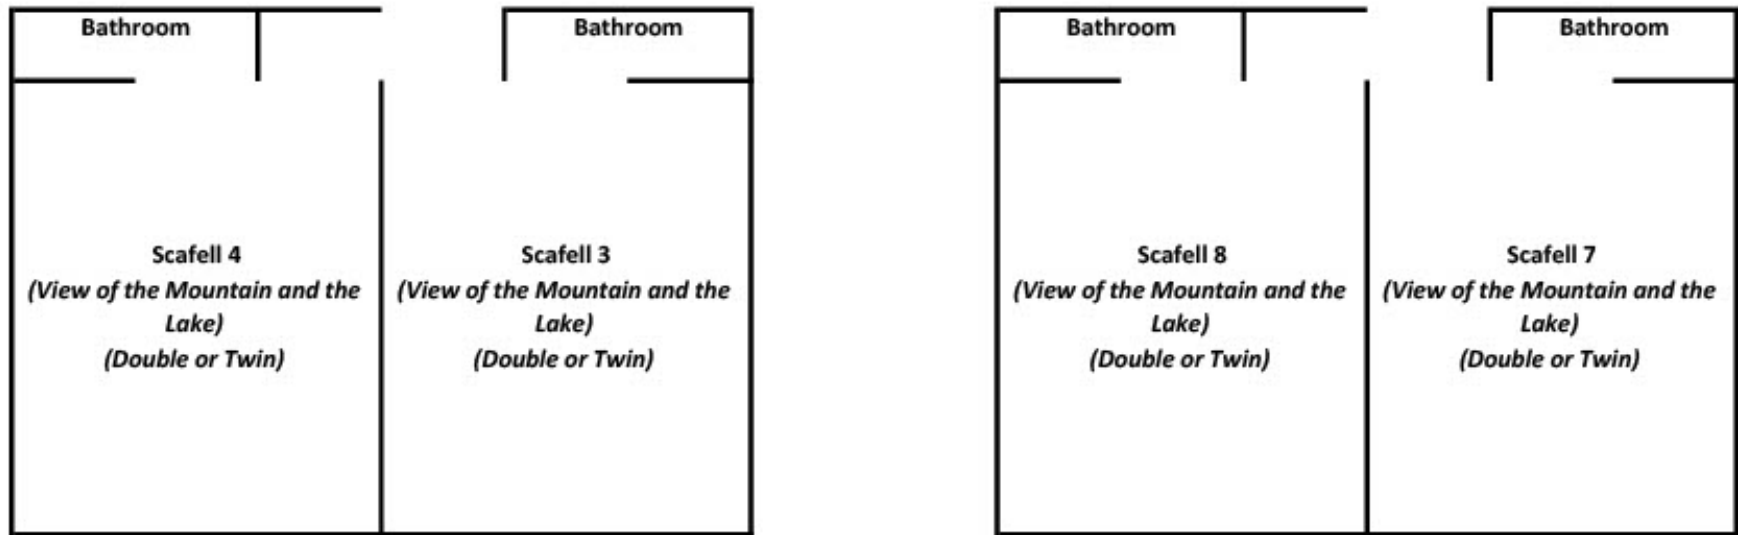 Bathroom
Bathroom
Scafell 4
(View of the Mountain and the
Lake)
(Double or Twin)
Scafell 3
(View of the Mountain and the
Lake)
(Double or Twin)
Bathroom
Bathroom
Scafell 8
(View of the Mountain and the
Lake)
(Double or Twin)
Scafell 7
(View of the Mountain and the
Lake)
(Double or Twin)